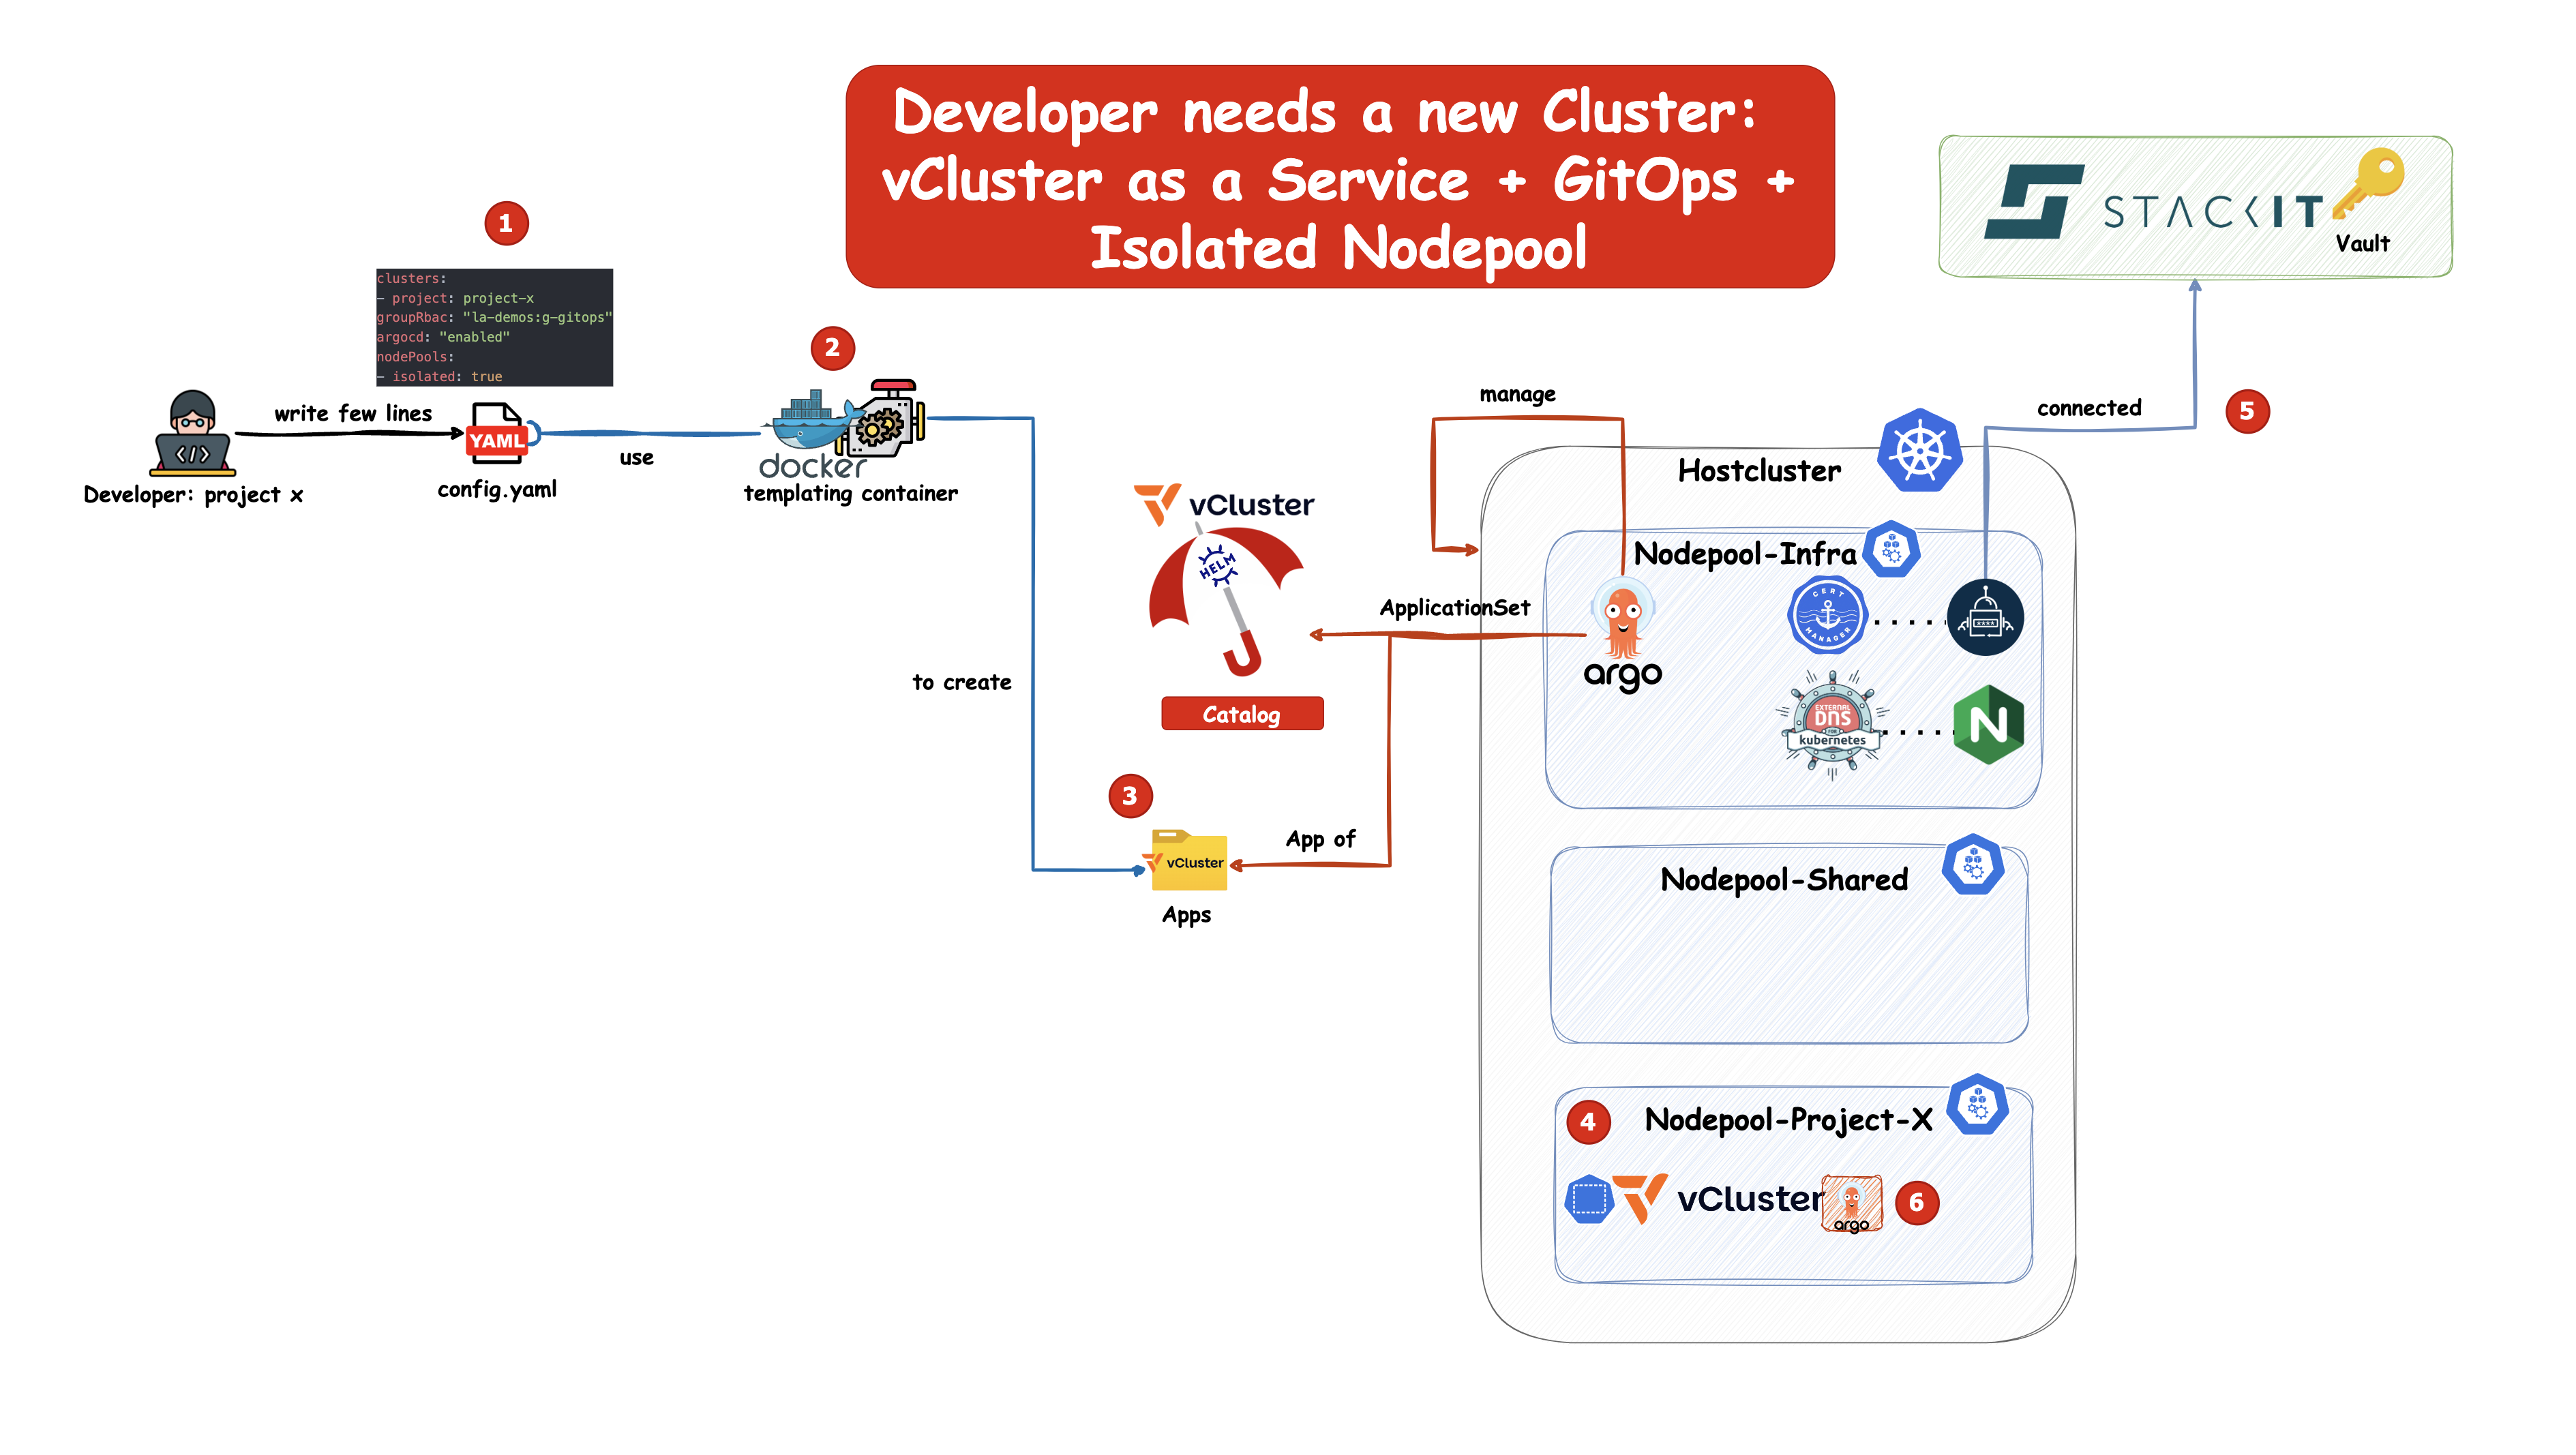 Developer needs a new Cluster:
vCluster as a Service + GitOps +
Isolated Nodepool
STACKIT
Vault
1
clusters:
- project: project-x
groupRbac: "la-demos:g-gitops"
argocd: "enabled"
nodePools:
- isolated: true
2
write few lines
YAML
config.yaml
Developer: project x
use
docker
templating container
manage
connected
5
Hostcluster
vCluster
HELM
Catalog
ApplicationSet
Nodepool-Infra
argo
CERT
MANAGER
****
EXTERNAL
DNS
FOR
kubernetes
N
to create
3
vCluster
Apps
App of
Nodepool-Shared
4
Nodepool-Project-X
vCluster
argo
6